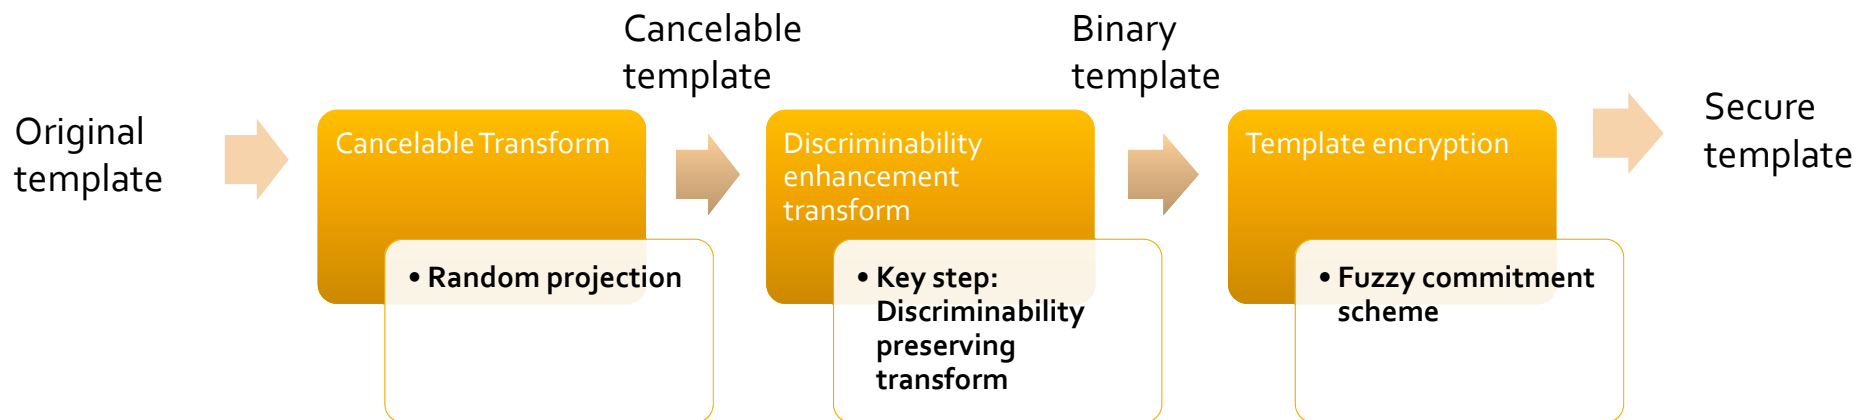 Original
template
Cancelable Transform
• Random projection
Cancelable
template
Discriminability
enhancement
transform
• Key step:
Discriminability
preserving
transform
Binary
template
Template encryption
• Fuzzy commitment
scheme
Secure
template